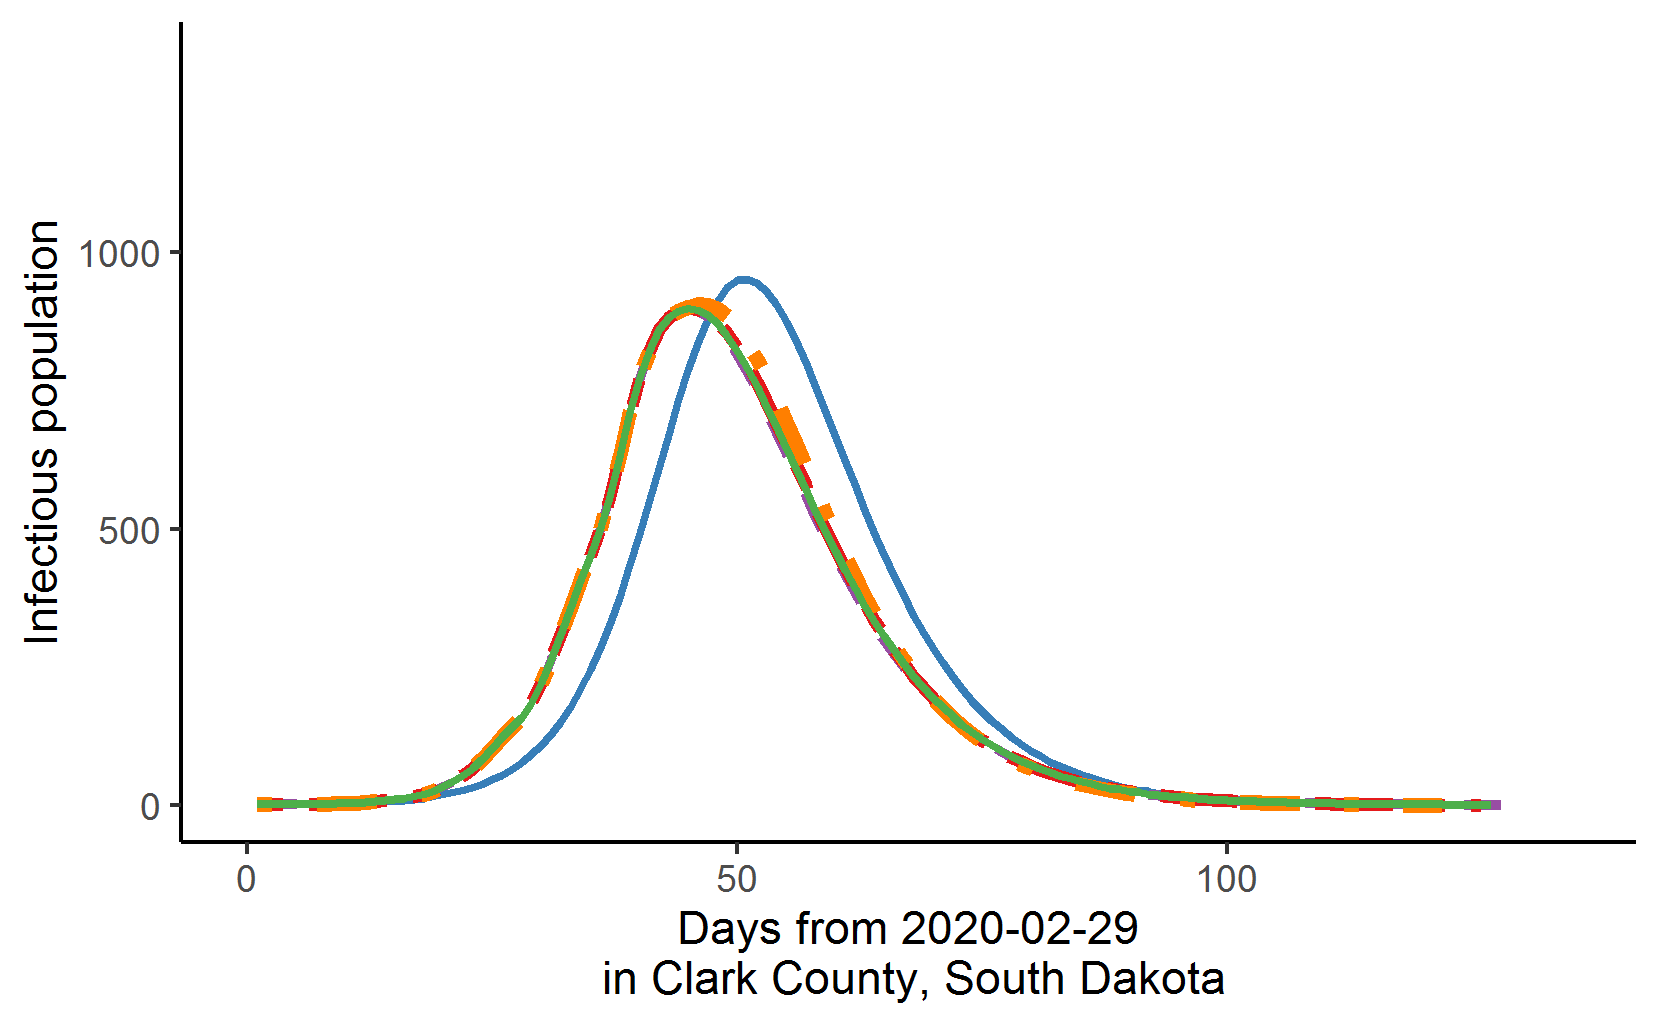 Infectious population
1000
500
0
0 50 100
Days from 2020-02-29
in Clark County, South Dakota